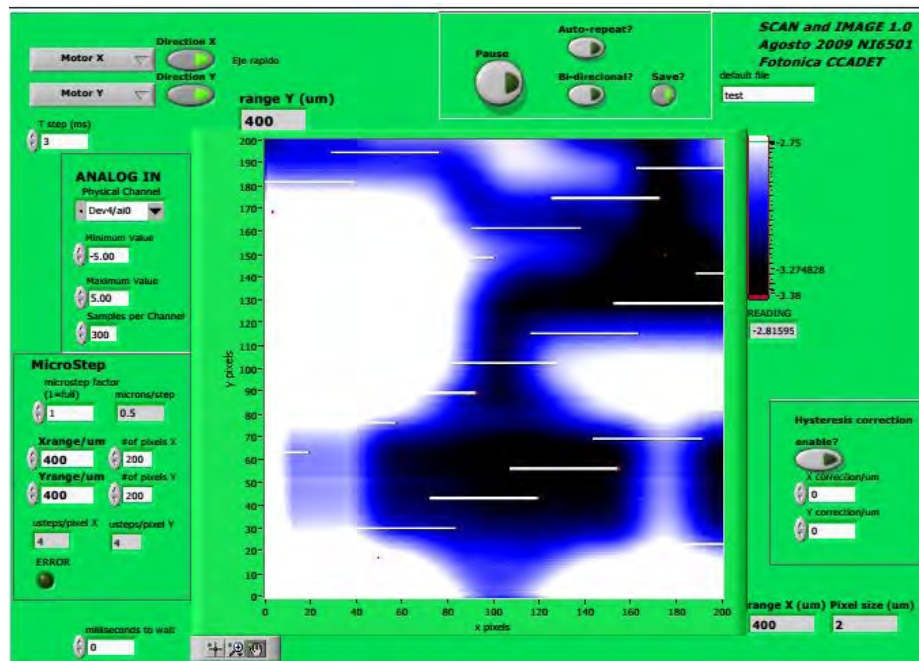 SCAN and IMAGE 1.0
Agosto 2009 NI6501
Fotonica CCADET
default file
test
Auto-repeat?
Pause
Bi-direcional?
Save?
Motor X
Direction X
Eje rapido
Motor Y
Direction Y
T step (ms)
3
range Y (um)
400
ANALOG IN
Physical Channel
Dev4/ai0
Minimum Value
-5.00
Maximum Value
5.00
Samples per Channel
300
MicroStep
microstep factor
(1=full)
microns/step
1
0.5
Xrange/um
#of pixels X
400
200
Yrange/um
#of pixels Y
400
200
usteps/pixel X
usteps/pixel Y
4
4
ERROR
milliseconds to wait
0
y pixels
200
190
180
170
160
150
140
130
120
110
100
90
80
70
60
50
40
30
20
10
0
0 20 40 60 80 100 120 140 160 180 200
x pixels
-2.75
-3.274828
-3.38
READING
-2.81595
Hysteresis correction
enable?
X correction/um
0
Y correction/um
0
range X (um) Pixel size (um)
400 2